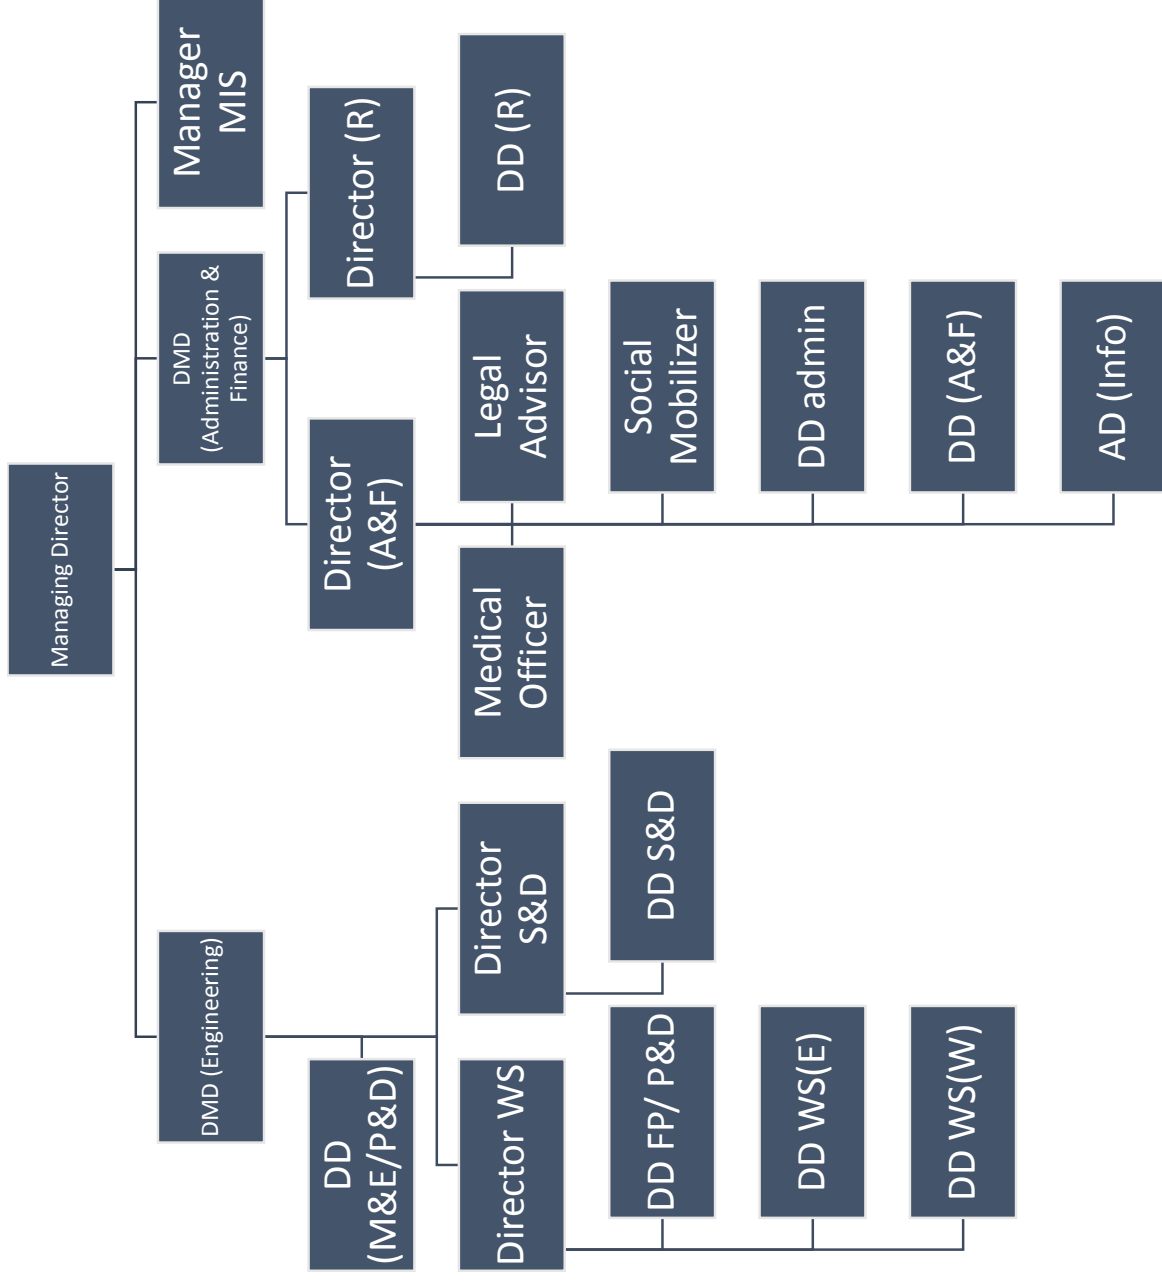 Managing Director
DMD (Engineering)
DMD
(Administration &
Finance)
Manager
MIS
DD
(M&E/P&D)
Director
(A&F)
Director (R)
Director WS
Director
S&D
Medical
Officer
Legal
Advisor
DD (R)
DD FP/ P&D
DD S&D
Social
Mobilizer
DD WS(E)
DD admin
DD WS(W)
DD (A&F)
AD (Info)